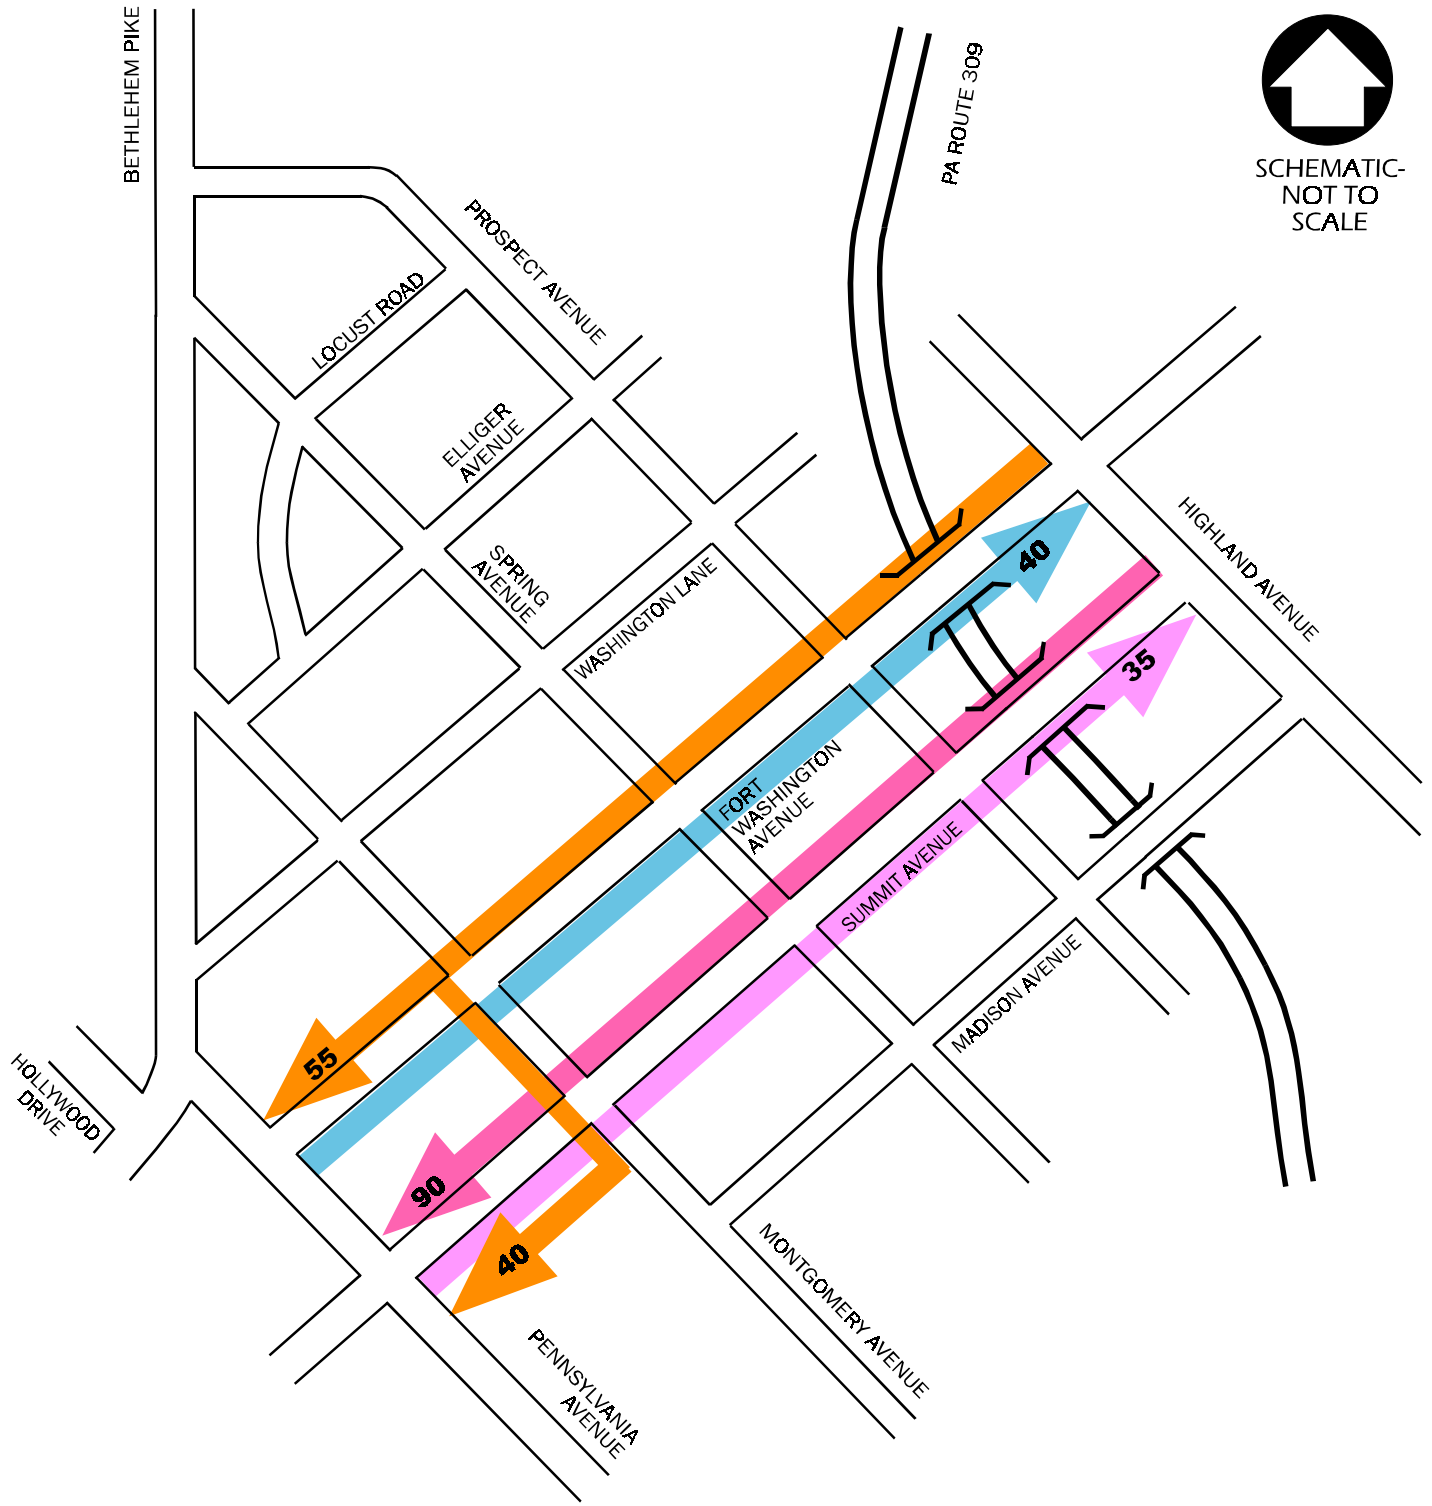 BETHLEHEM PIKE
PA ROUTE 309
SCHEMATIC-
NOT TO
SCALE
PROSPECT AVENUE
LOCUST ROAD
ELLIGER
AVENUE
SPRING
AVENUE
WASHINGTON LANE
HIGHLAND AVENUE
40
35
FORT
WASHINGTON
AVENUE
SUMMIT AVENUE
MADISON AVENUE
55
HOLLYWOOD
DRIVE
90
40
MONTGOMERY AVENUE
PENNSYLVANIA
AVENUE